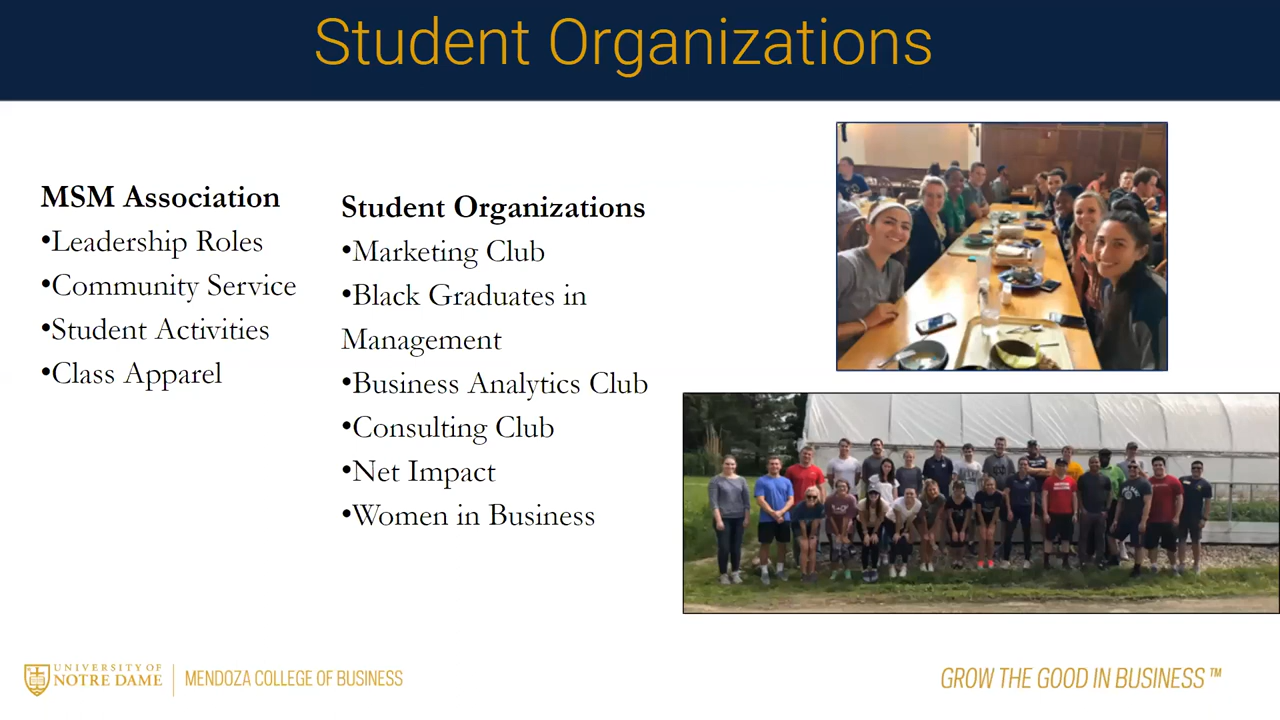 Student Organizations
MSM Association
•Leadership Roles
•Community Service
•Student Activities
•Class Apparel
Student Organizations
•Marketing Club
•Black Graduates in
Management
•Business Analytics Club
•Consulting Club
•Net Impact
•Women in Business
UNIVERSITY OF
NOTRE DAME
MENDOZA COLLEGE OF BUSINESS
GROW THE GOOD IN BUSINESS™